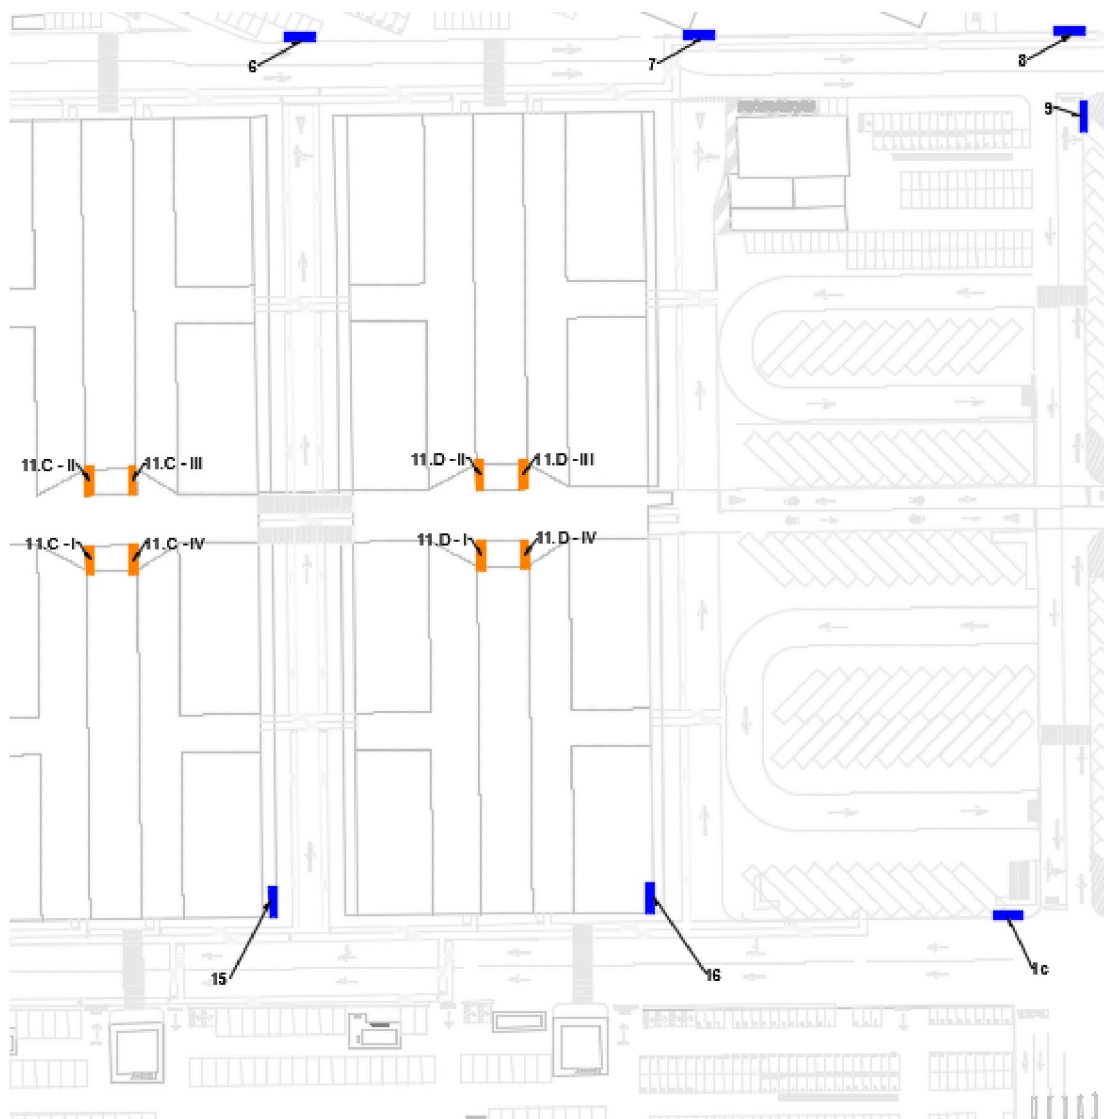 6
7
8
9
11.C - II
11.C - III
11.D - II
11.D - III
11.C - I
11.C - IV
11.D - I
11.D - IV
15
16
1c